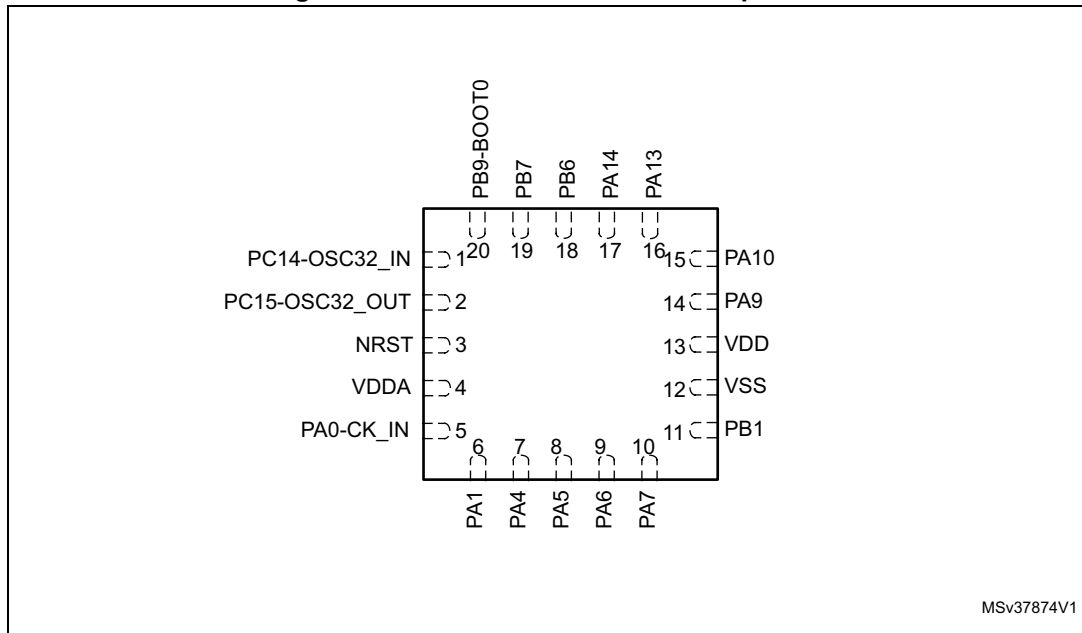 PB9-BOOT0
PB7
PB6
PA14
PA13
20
19
18
17
16
PC14-OSC32_IN
1
15
PA10
PC15-OSC32_OUT
2
14
PA9
NRST
3
13
VDD
VDDA
4
12
VSS
PA0-CK_IN
5
11
PB1
6
7
8
9
10
PA1
PA4
PA5
PA6
PA7
MSv37874V1